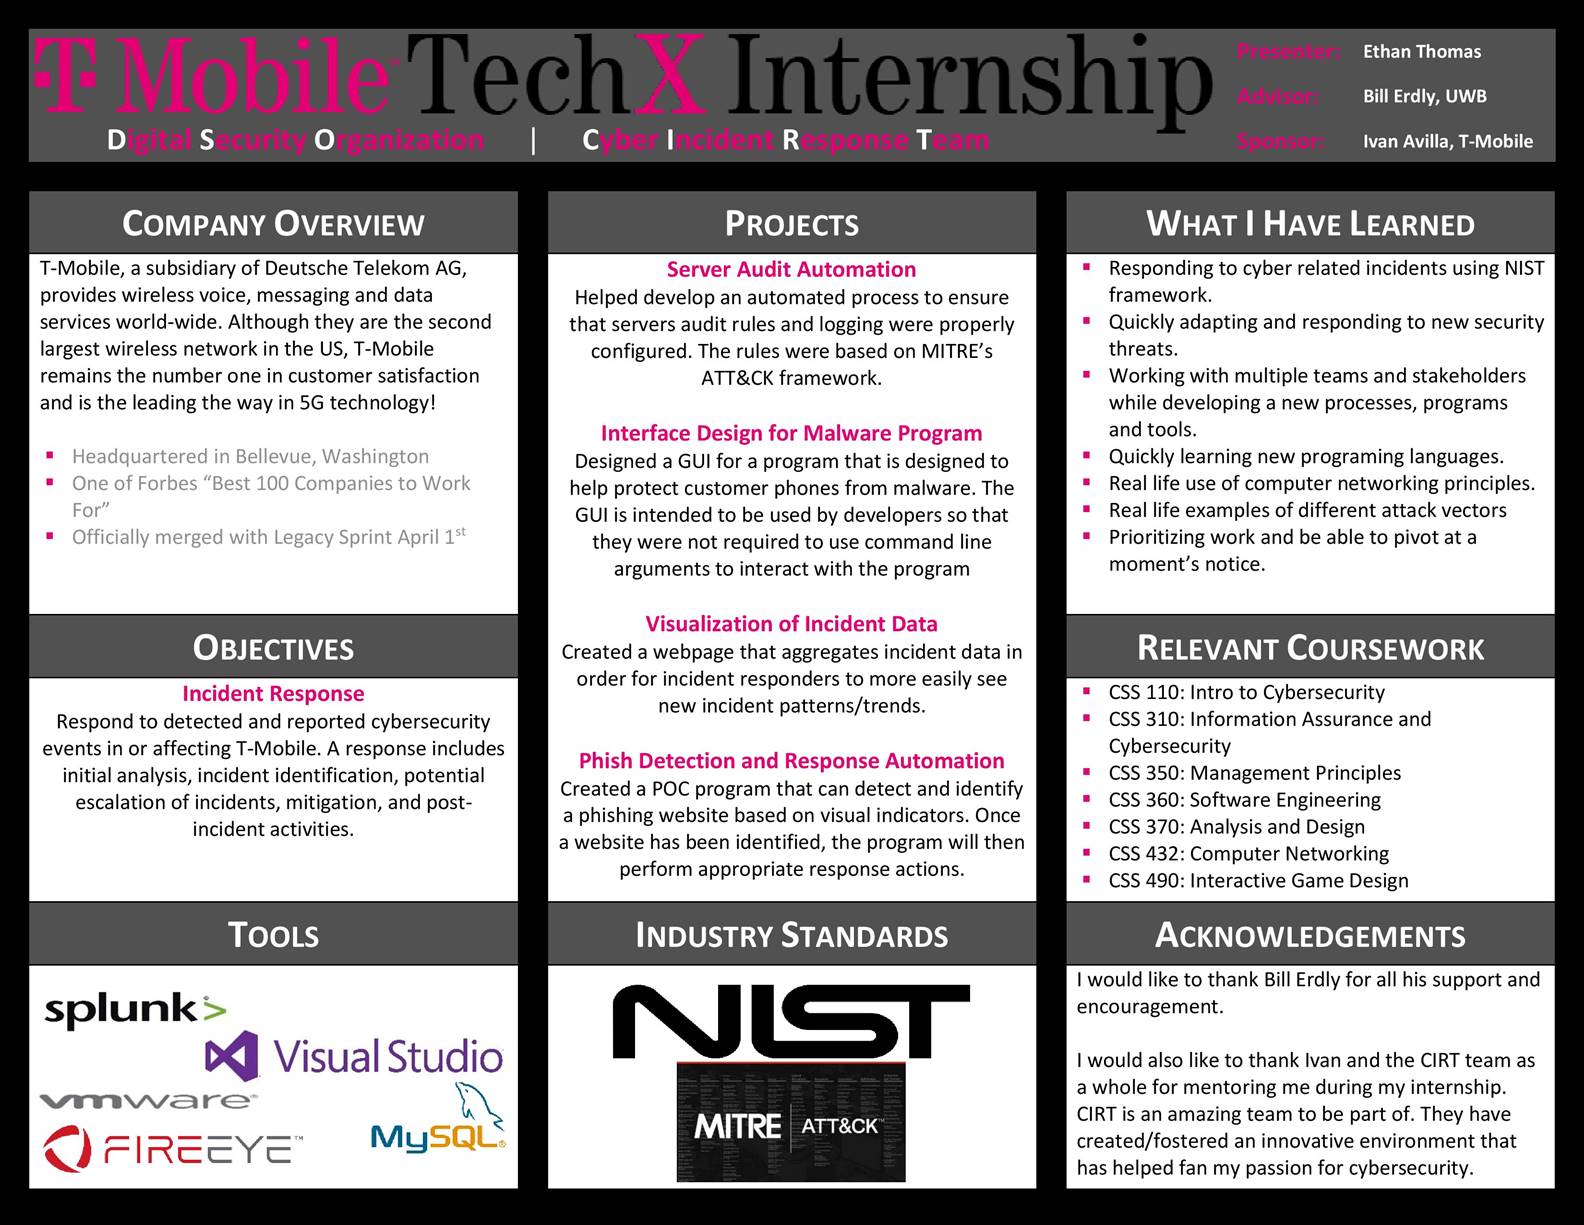 T Mobile TechX Internship
Digital Security Organization | Cyber Incident Response Team
Presenter: Ethan Thomas
Advisor: Bill Erdly, UWB
Sponsor: Ivan Avilla, T-Mobile
COMPANY OVERVIEW
T-Mobile, a subsidiary of Deutsche Telekom AG,
provides wireless voice, messaging and data
services world-wide. Although they are the second
largest wireless network in the US, T-Mobile
remains the number one in customer satisfaction
and is the leading the way in 5G technology!
▪ Headquartered in Bellevue, Washington
▪ One of Forbes “Best 100 Companies to Work
For”
▪ Officially merged with Legacy Sprint April 1st
OBJECTIVES
Incident Response
Respond to detected and reported cybersecurity
events in or affecting T-Mobile. A response includes
initial analysis, incident identification, potential
escalation of incidents, mitigation, and post-
incident activities.
TOOLS
splunk>
Visual Studio
vmware
MySQL
FIREEYE™
PROJECTS
Server Audit Automation
Helped develop an automated process to ensure
that servers audit rules and logging were properly
configured. The rules were based on MITRE’s
ATT&CK framework.
Interface Design for Malware Program
Designed a GUI for a program that is designed to
help protect customer phones from malware. The
GUI is intended to be used by developers so that
they were not required to use command line
arguments to interact with the program
Visualization of Incident Data
Created a webpage that aggregates incident data in
order for incident responders to more easily see
new incident patterns/trends.
Phish Detection and Response Automation
Created a POC program that can detect and identify
a phishing website based on visual indicators. Once
a website has been identified, the program will then
perform appropriate response actions.
INDUSTRY STANDARDS
NIST
MITRE | ATT&CK™
WHAT I HAVE LEARNED
▪ Responding to cyber related incidents using NIST
framework.
▪ Quickly adapting and responding to new security
threats.
▪ Working with multiple teams and stakeholders
while developing a new processes, programs
and tools.
▪ Quickly learning new programing languages.
▪ Real life use of computer networking principles.
▪ Real life examples of different attack vectors
▪ Prioritizing work and be able to pivot at a
moment’s notice.
RELEVANT COURSEWORK
▪ CSS 110: Intro to Cybersecurity
▪ CSS 310: Information Assurance and
Cybersecurity
▪ CSS 350: Management Principles
▪ CSS 360: Software Engineering
▪ CSS 370: Analysis and Design
▪ CSS 432: Computer Networking
▪ CSS 490: Interactive Game Design
ACKNOWLEDGEMENTS
I would like to thank Bill Erdly for all his support and
encouragement.
I would also like to thank Ivan and the CIRT team as
a whole for mentoring me during my internship.
CIRT is an amazing team to be part of. They have
created/fostered an innovative environment that
has helped fan my passion for cybersecurity.